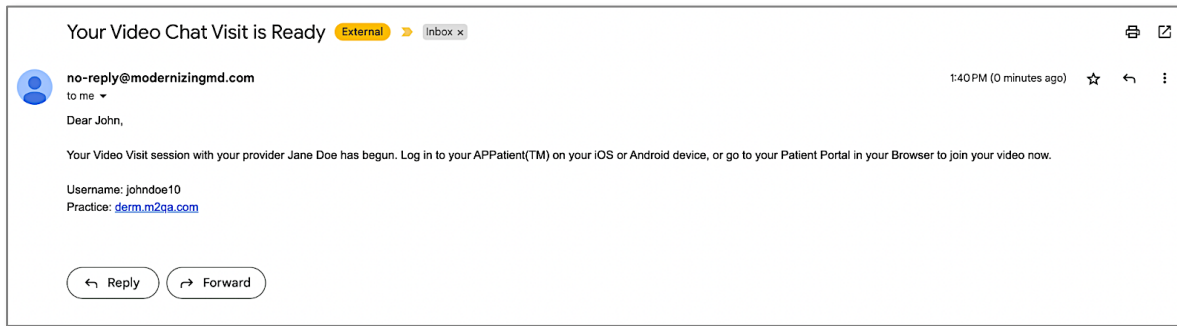 Your Video Chat Visit is Ready External Inbox ×
no-reply@modernizingmd.com 1:40 PM (0 minutes ago)
to me
Dear John,
Your Video Visit session with your provider Jane Doe has begun. Log in to your APPatient(TM) on your iOS or Android device, or go to your Patient Portal in your Browser to join your video now.
Username: johndoe10
Practice: derm.m2qa.com
Reply Forward